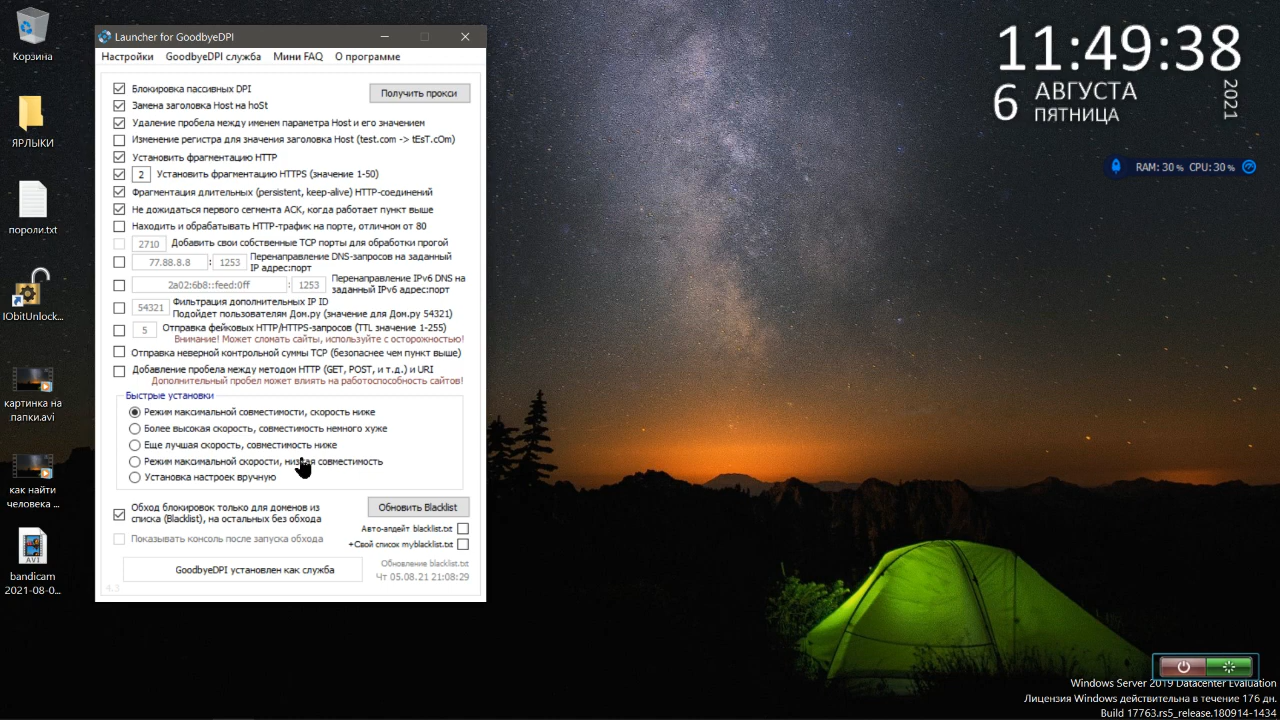 Корзина
ЯРЛЫКИ
пороли.txt
IObitUnlock...
картинка на
папки.avi
как найти
человека ...
bandicam
2021-08-0...
Launcher for GoodbyeDPI
Настройки GoodbyeDPI служба Мини FAQ О программе
Блокировка пассивных DPI
Получить прокси
Замена заголовка Host на hoSt
Удаление пробела между именем параметра Host и его значением
Изменение регистра для значения заголовка Host (test.com -> tEsT.cOm)
Установить фрагментацию HTTP
2 Установить фрагментацию HTTPS (значение 1-50)
Фрагментация длительных (persistent, keep-alive) HTTP-соединений
Не дожидаться первого сегмента ACK, когда работает пункт выше
Находить и обрабатывать HTTP-трафик на порте, отличном от 80
2710 Добавить свои собственные TCP порты для обработки прогой
77.88.8.8 : 1253 Перенаправление DNS-запросов на заданный
IP адрес:порт
2a02:6b8::feed:0ff : 1253 Перенаправление IPv6 DNS на
заданный IPv6 адрес:порт
54321 Фильтрация дополнительных IP ID
Подойдет пользователям Дом.ру (значение для Дом.ру 54321)
5 Отправка фейковых HTTP/HTTPS-запросов (TTL значение 1-255)
Внимание! Может сломать сайты, используйте с осторожностью!
Отправка неверной контрольной суммы TCP (безопаснее чем пункт выше)
Добавление пробела между методом HTTP (GET, POST, и т.д.) и URI
Дополнительный пробел может влиять на работоспособность сайтов!
Быстрые установки
Режим максимальной совместимости, скорость ниже
Более высокая скорость, совместимость немного хуже
Еще лучшая скорость, совместимость ниже
Режим максимальной скорости, низкая совместимость
Установка настроек вручную
Обход блокировок только для доменов из
списка (Blacklist), на остальных без обхода
Обновить Blacklist
Авто-апдейт blacklist.txt
Показывать консоль после запуска обхода
+Свой список myblacklist.txt
GoodbyeDPI установлен как служба
Обновление blacklist.txt
Чт 05.08.21 21:08:29
4.3
11:49:38
6 АВГУСТА
ПЯТНИЦА
2021
RAM: 30 % CPU: 30 %
Windows Server 2019 Datacenter Evaluation
Лицензия Windows действительна в течение 176 дн.
Build 17763.rs5_release.180914-1434